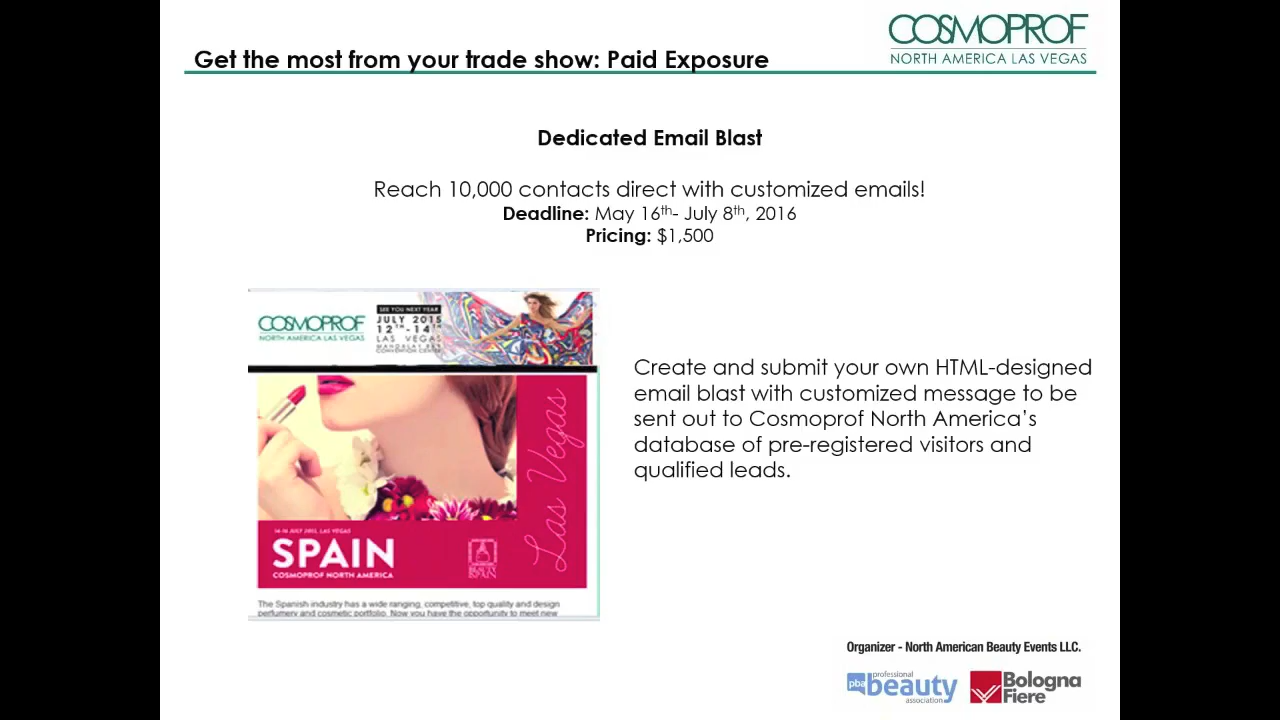 COSMOPROF
NORTH AMERICA LAS VEGAS
Get the most from your trade show: Paid Exposure
Dedicated Email Blast
Reach 10,000 contacts direct with customized emails!
Deadline: May 16th- July 8th, 2016
Pricing: $1,500
COSMOPROF
NORTH AMERICA LAS VEGAS
SEE YOU NEXT YEAR
JULY 2015
12TH-14TH
LAS VEGAS
MANDALAY BAY
CONVENTION CENTER
Las Vegas
SPAIN
COSMOPROF NORTH AMERICA
BEAUTY
SPAIN
The Spanish industry has a wide ranging, competitive, top quality and design
perfumery and cosmetic portfolio. Now you have the opportunity to meet new
Create and submit your own HTML-designed
email blast with customized message to be
sent out to Cosmoprof North America's
database of pre-registered visitors and
qualified leads.
Organizer - North American Beauty Events LLC.
pba
professional
beauty
association
Bologna
Fiere